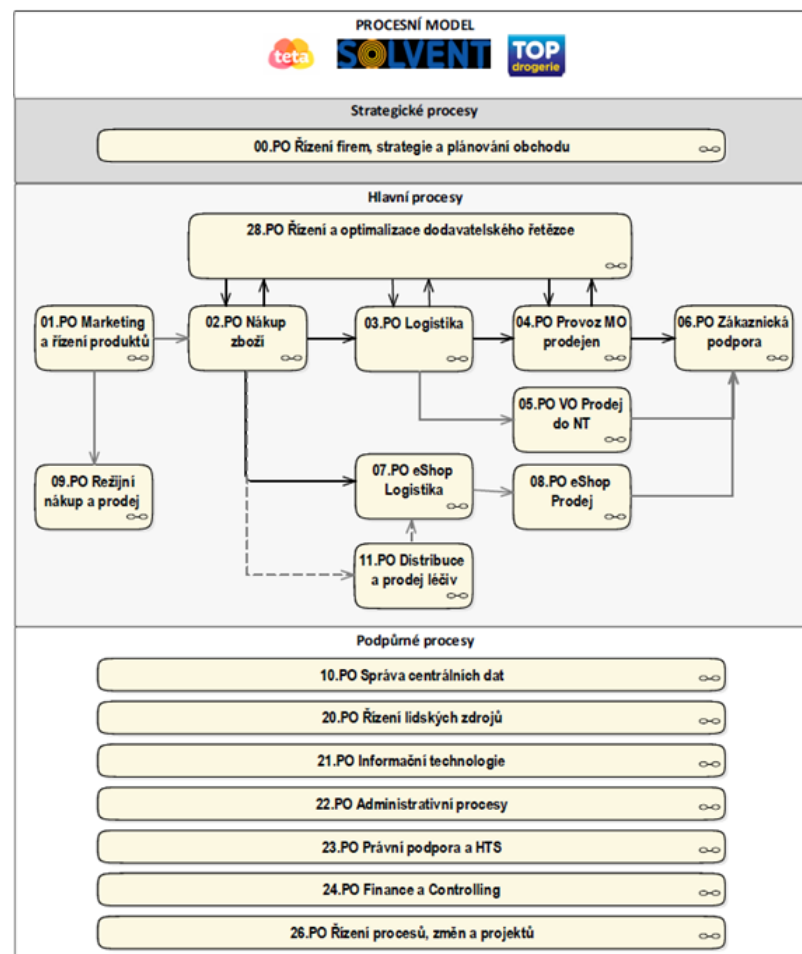 PROCESNÍ MODEL
teta
SOLVENT
TOP
drogerie
Strategické procesy
00.PO Řízení firem, strategie a plánování obchodu
Hlavní procesy
28.PO Řízení a optimalizace dodavatelského řetězce
01.PO Marketing
a řízení produktů
02.PO Nákup
zboží
03.PO Logistika
04.PO Provoz MO
prodejen
06.PO Zákaznická
podpora
05.PO VO Prodej
do NT
09.PO Režijní
nákup a prodej
07.PO eShop
Logistika
08.PO eShop
Prodej
11.PO Distribuce
a prodej léčiv
Podpůrné procesy
10.PO Správa centrálních dat
20.PO Řízení lidských zdrojů
21.PO Informační technologie
22.PO Administrativní procesy
23.PO Právní podpora a HTS
24.PO Finance a Controlling
26.PO Řízení procesů, změn a projektů